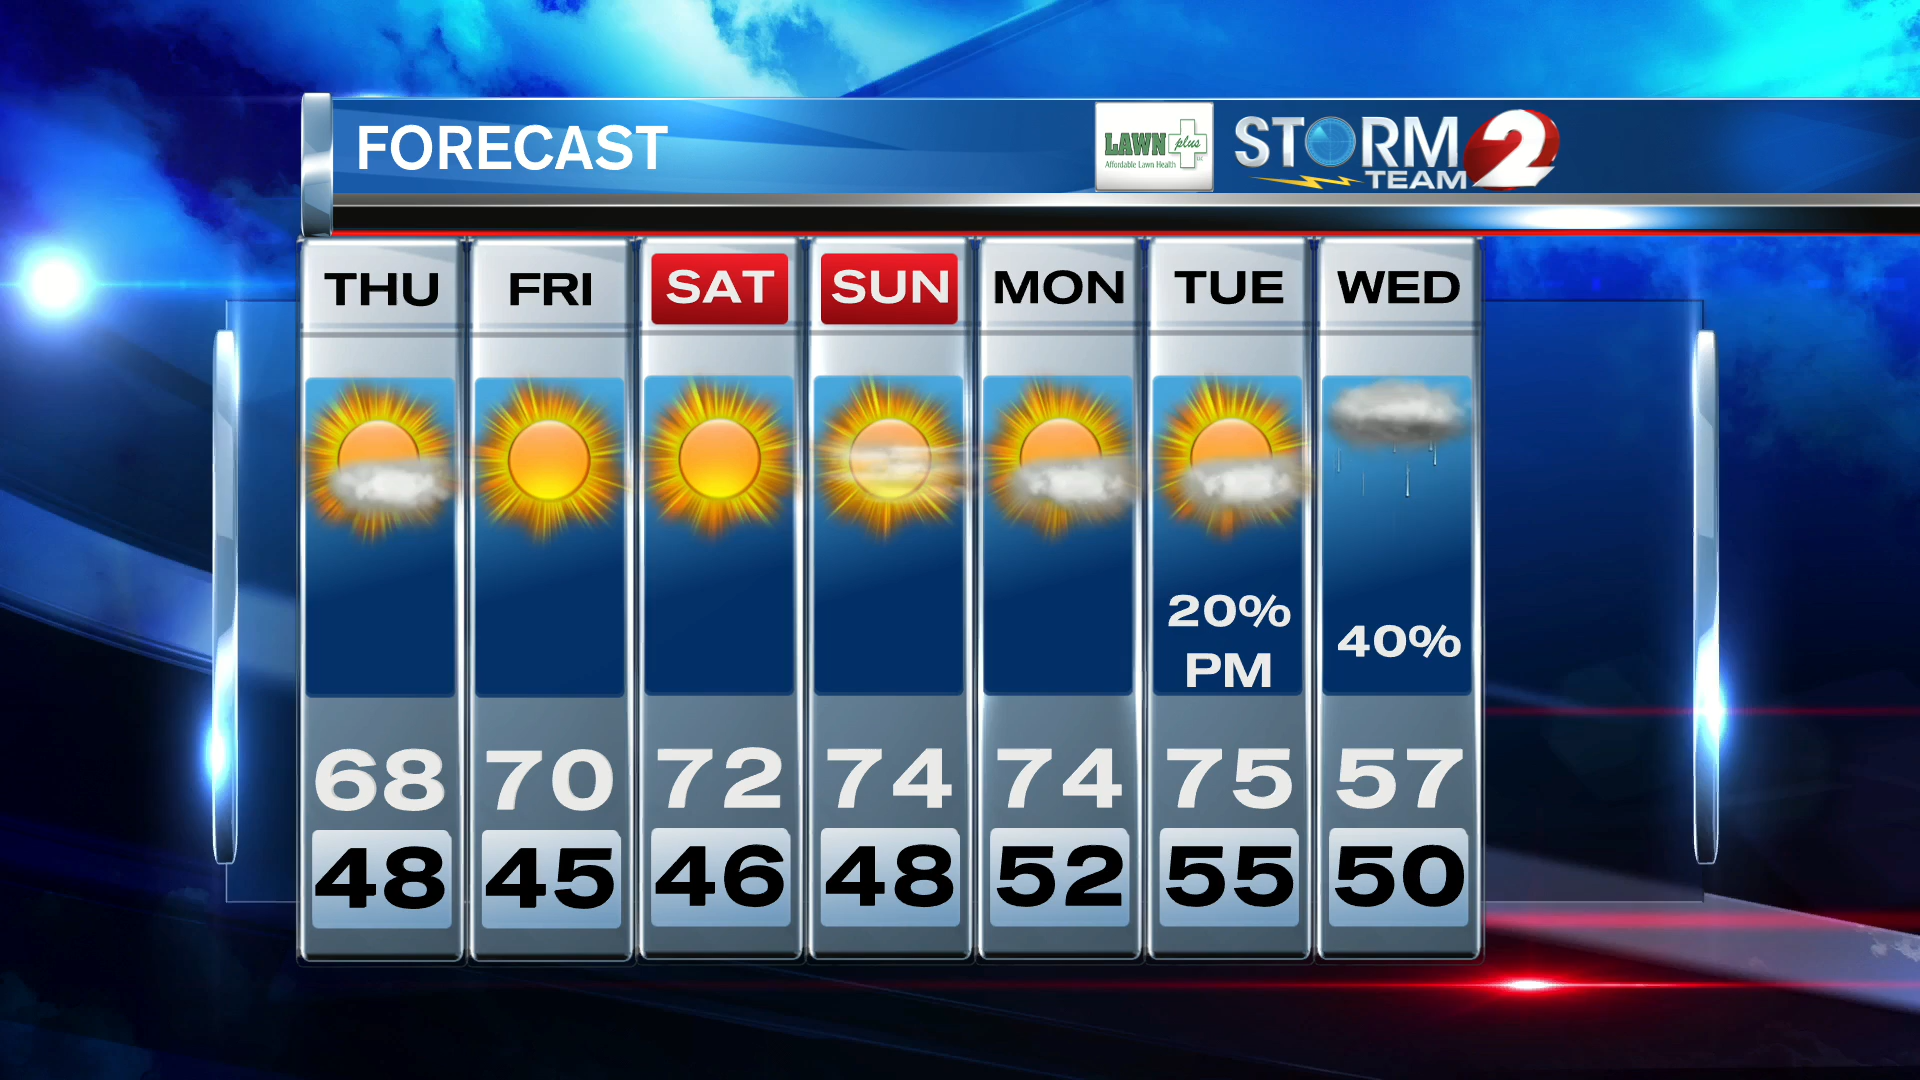 FORECAST
LAWN plus
Affordable Lawn Health
STORM
TEAM 2
THU FRI SAT SUN MON TUE WED
20%
PM
40%
68 70 72 74 74 75 57
48 45 46 48 52 55 50